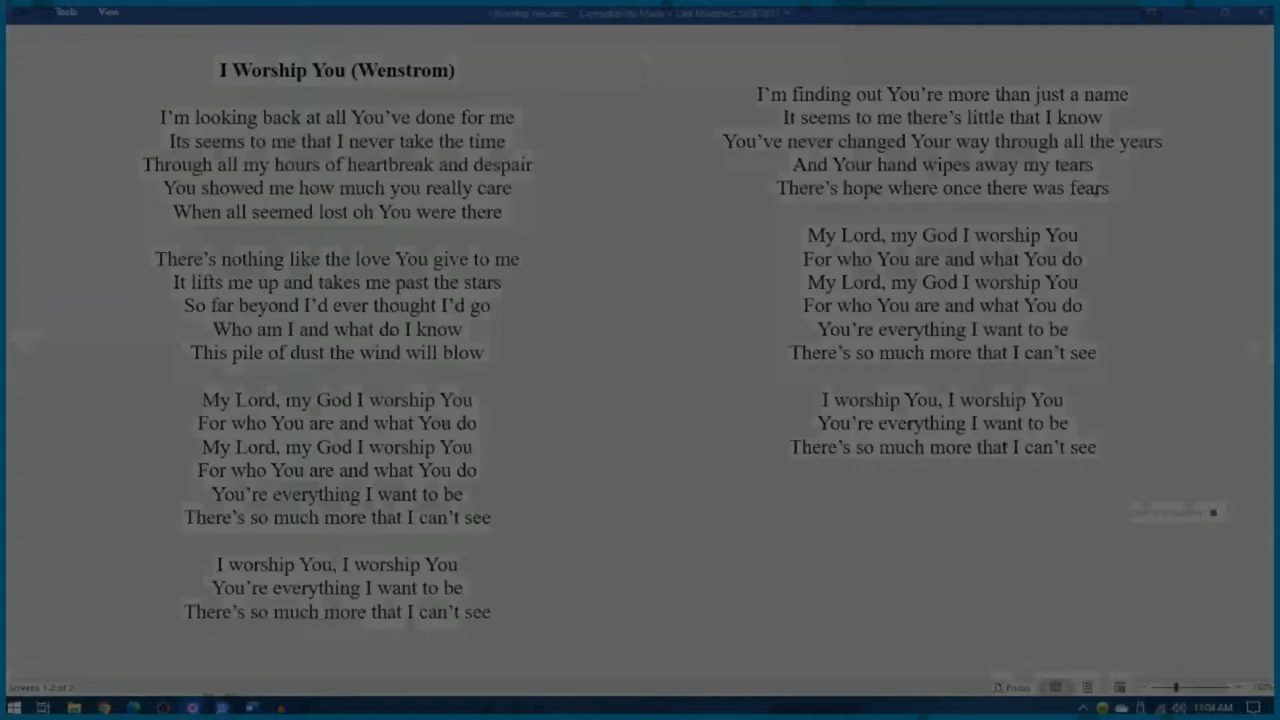 Tools View
I Worship You (Wenstrom)
I'm looking back at all You've done for me
Its seems to me that I never take the time
Through all my hours of heartbreak and despair
You showed me how much you really care
When all seemed lost oh You were there
There's nothing like the love You give to me
It lifts me up and takes me past the stars
So far beyond I'd ever thought I'd go
Who am I and what do I know
This pile of dust the wind will blow
My Lord, my God I worship You
For who You are and what You do
My Lord, my God I worship You
For who You are and what You do
You're everything I want to be
There's so much more that I can't see
I worship You, I worship You
You're everything I want to be
There's so much more that I can't see
I'm finding out You're more than just a name
It seems to me there's little that I know
You've never changed Your way through all the years
And Your hand wipes away my tears
There's hope where once there was fears
My Lord, my God I worship You
For who You are and what You do
My Lord, my God I worship You
For who You are and what You do
You're everything I want to be
There's so much more that I can't see
I worship You, I worship You
You're everything I want to be
There's so much more that I can't see
Screens 1-2 of 2
Focus
11:04 AM